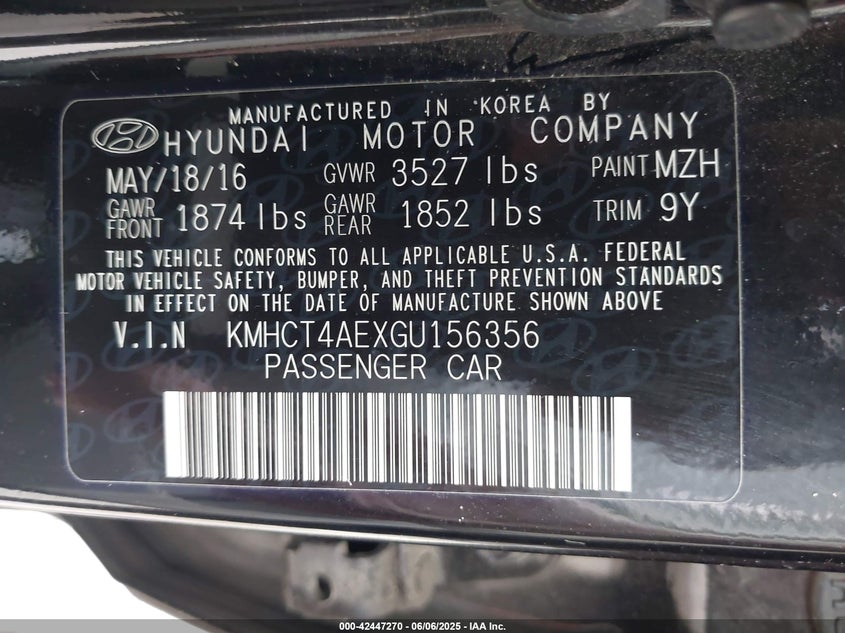 MANUFACTURED IN KOREA BY
HYUNDAI MOTOR COMPANY
MAY/18/16 GVWR 3527 lbs PAINT MZH
GAWR FRONT 1874 lbs GAWR REAR 1852 lbs TRIM 9Y
THIS VEHICLE CONFORMS TO ALL APPLICABLE U.S.A. FEDERAL
MOTOR VEHICLE SAFETY, BUMPER, AND THEFT PREVENTION STANDARDS
IN EFFECT ON THE DATE OF MANUFACTURE SHOWN ABOVE
V.I.N KMHCT4AEXGU156356
PASSENGER CAR
000-42447270 - 06/06/2025 - IAA Inc.